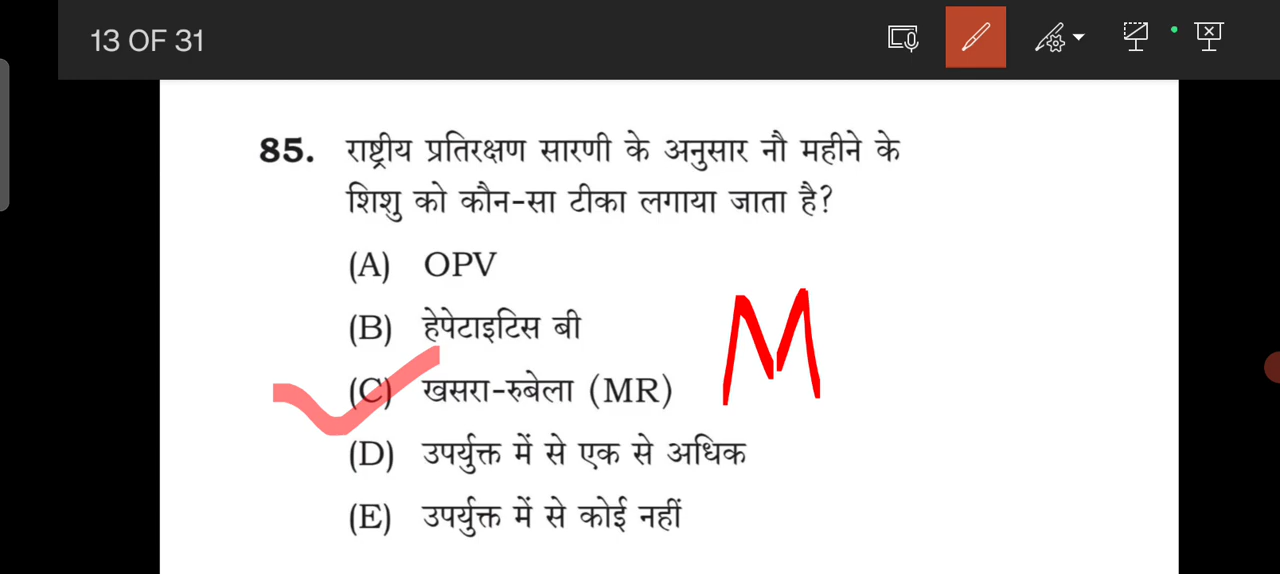 13 OF 31
85. राष्ट्रीय प्रतिरक्षण सारणी के अनुसार नौ महीने के
शिशु को कौन-सा टीका लगाया जाता है?
(A) OPV
(B) हेपेटाइटिस बी
(C) खसरा-रुबेला (MR)
M
(D) उपर्युक्त में से एक से अधिक
(E) उपर्युक्त में से कोई नहीं